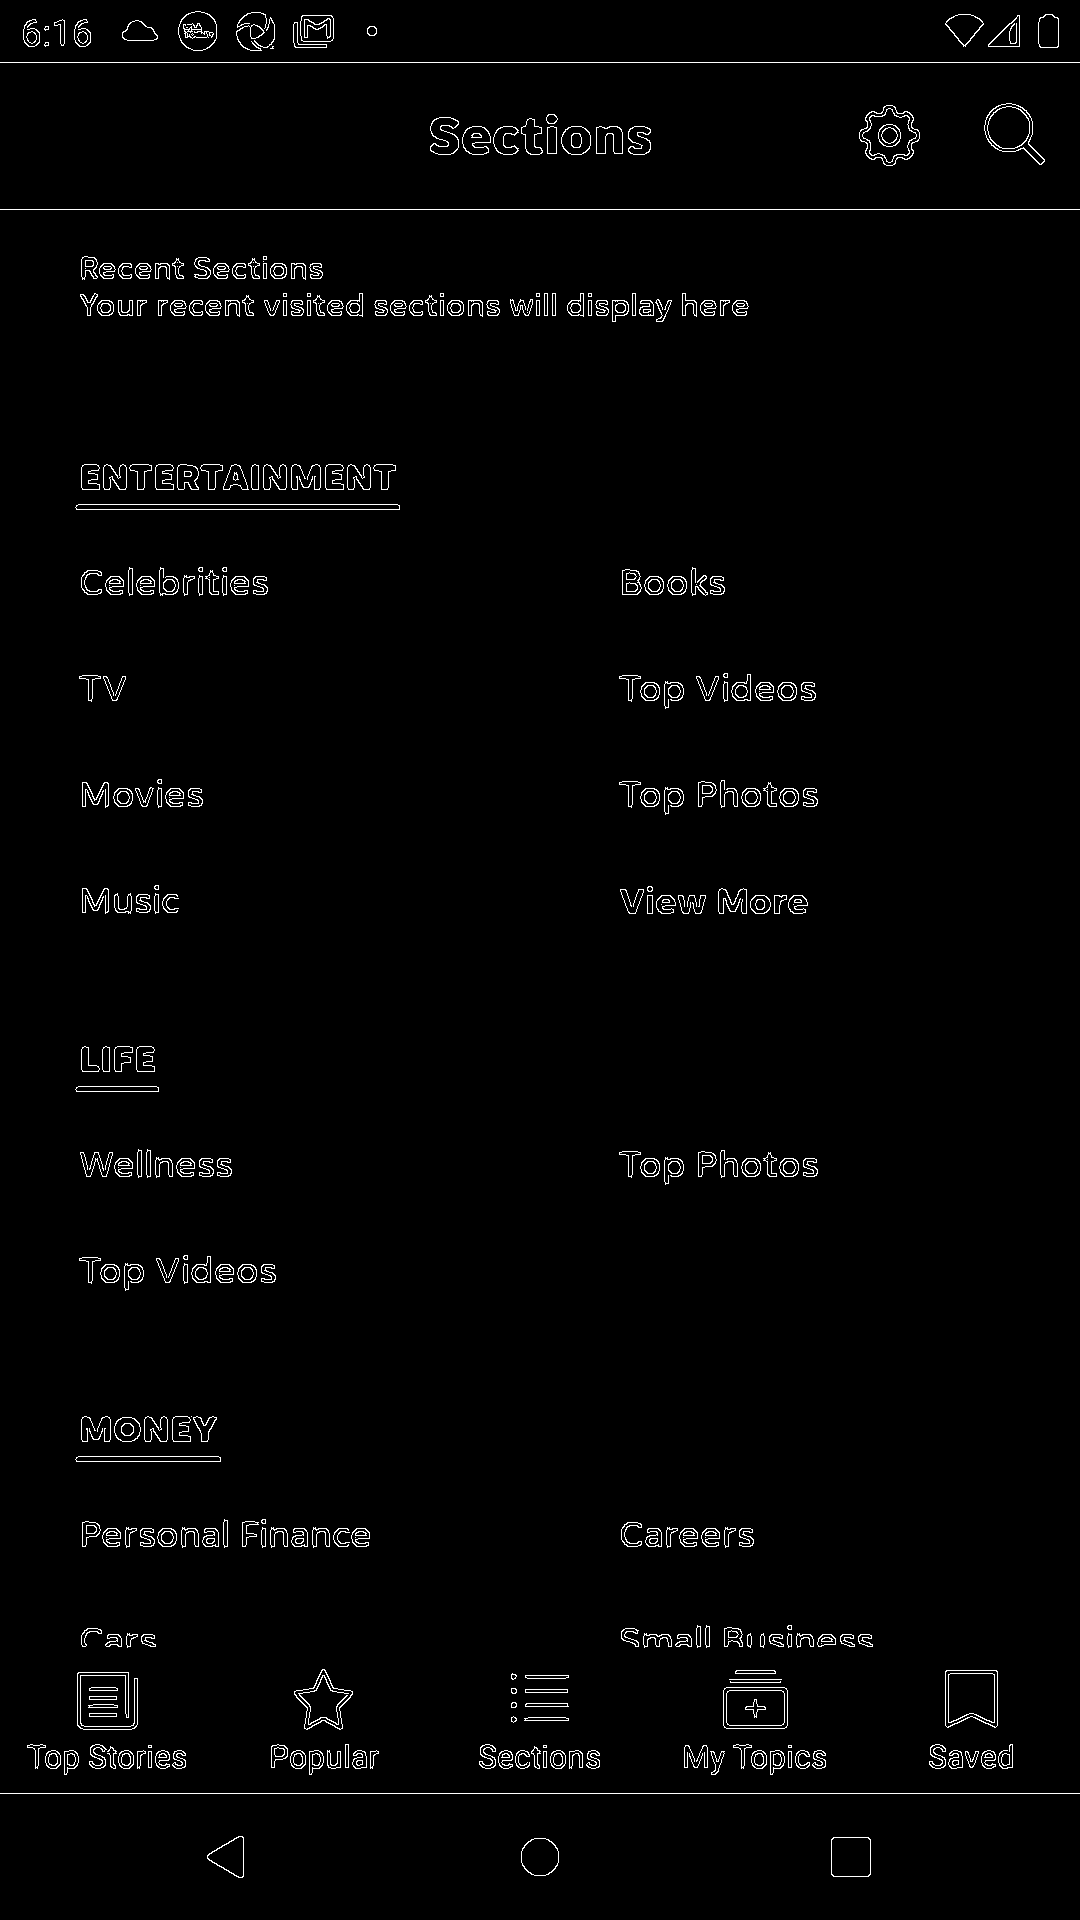 6:16
Sections
Recent Sections
Your recent visited sections will display here
ENTERTAINMENT
Celebrities Books
TV Top Videos
Movies Top Photos
Music View More
LIFE
Wellness Top Photos
Top Videos
MONEY
Personal Finance Careers
Cars Small Business
Top Stories Popular Sections My Topics Saved